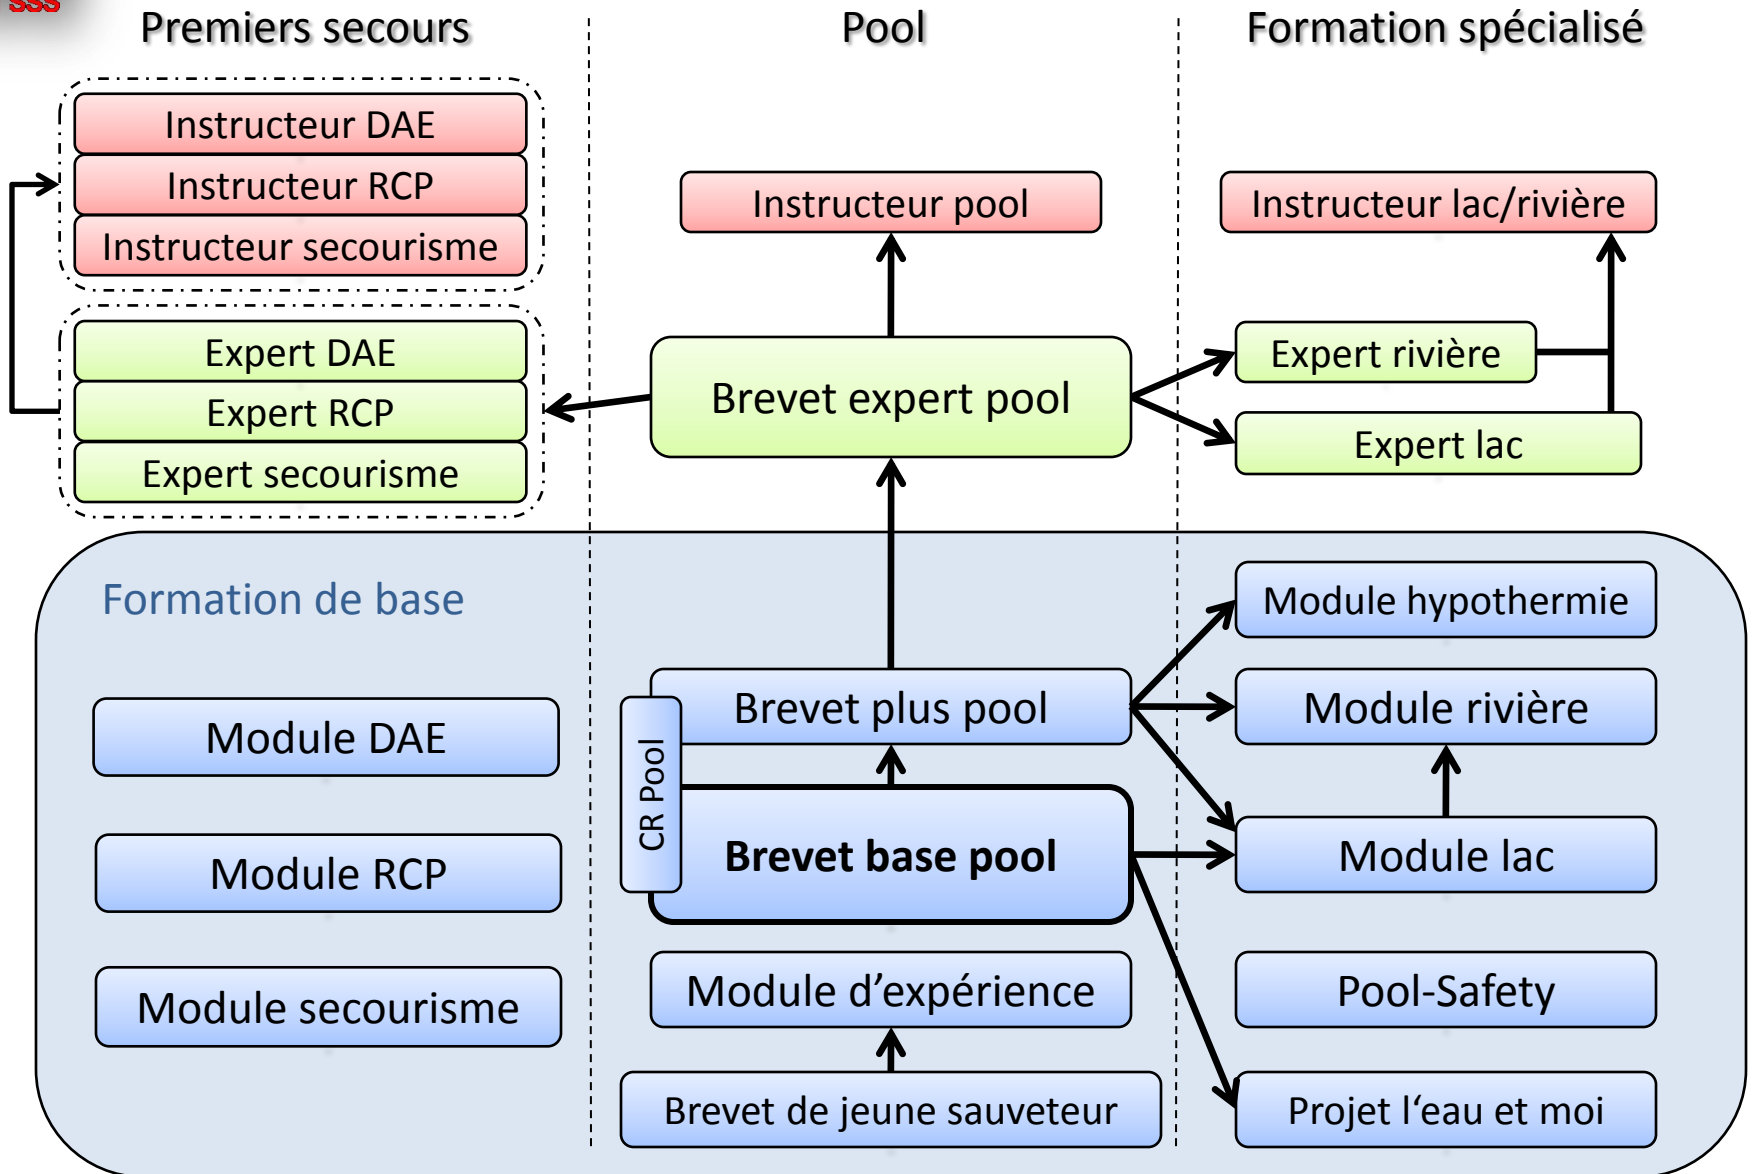 SSS
Premiers secours
Pool
Formation spécialisé
Instructeur DAE
Instructeur RCP
Instructeur secourisme
Instructeur pool
Instructeur lac/rivière
Expert DAE
Expert RCP
Expert secourisme
Brevet expert pool
Expert rivière
Expert lac
Formation de base
Module DAE
Module RCP
Module secourisme
CR Pool
Brevet plus pool
Brevet base pool
Module d’expérience
Brevet de jeune sauveteur
Module hypothermie
Module rivière
Module lac
Pool-Safety
Projet l‘eau et moi